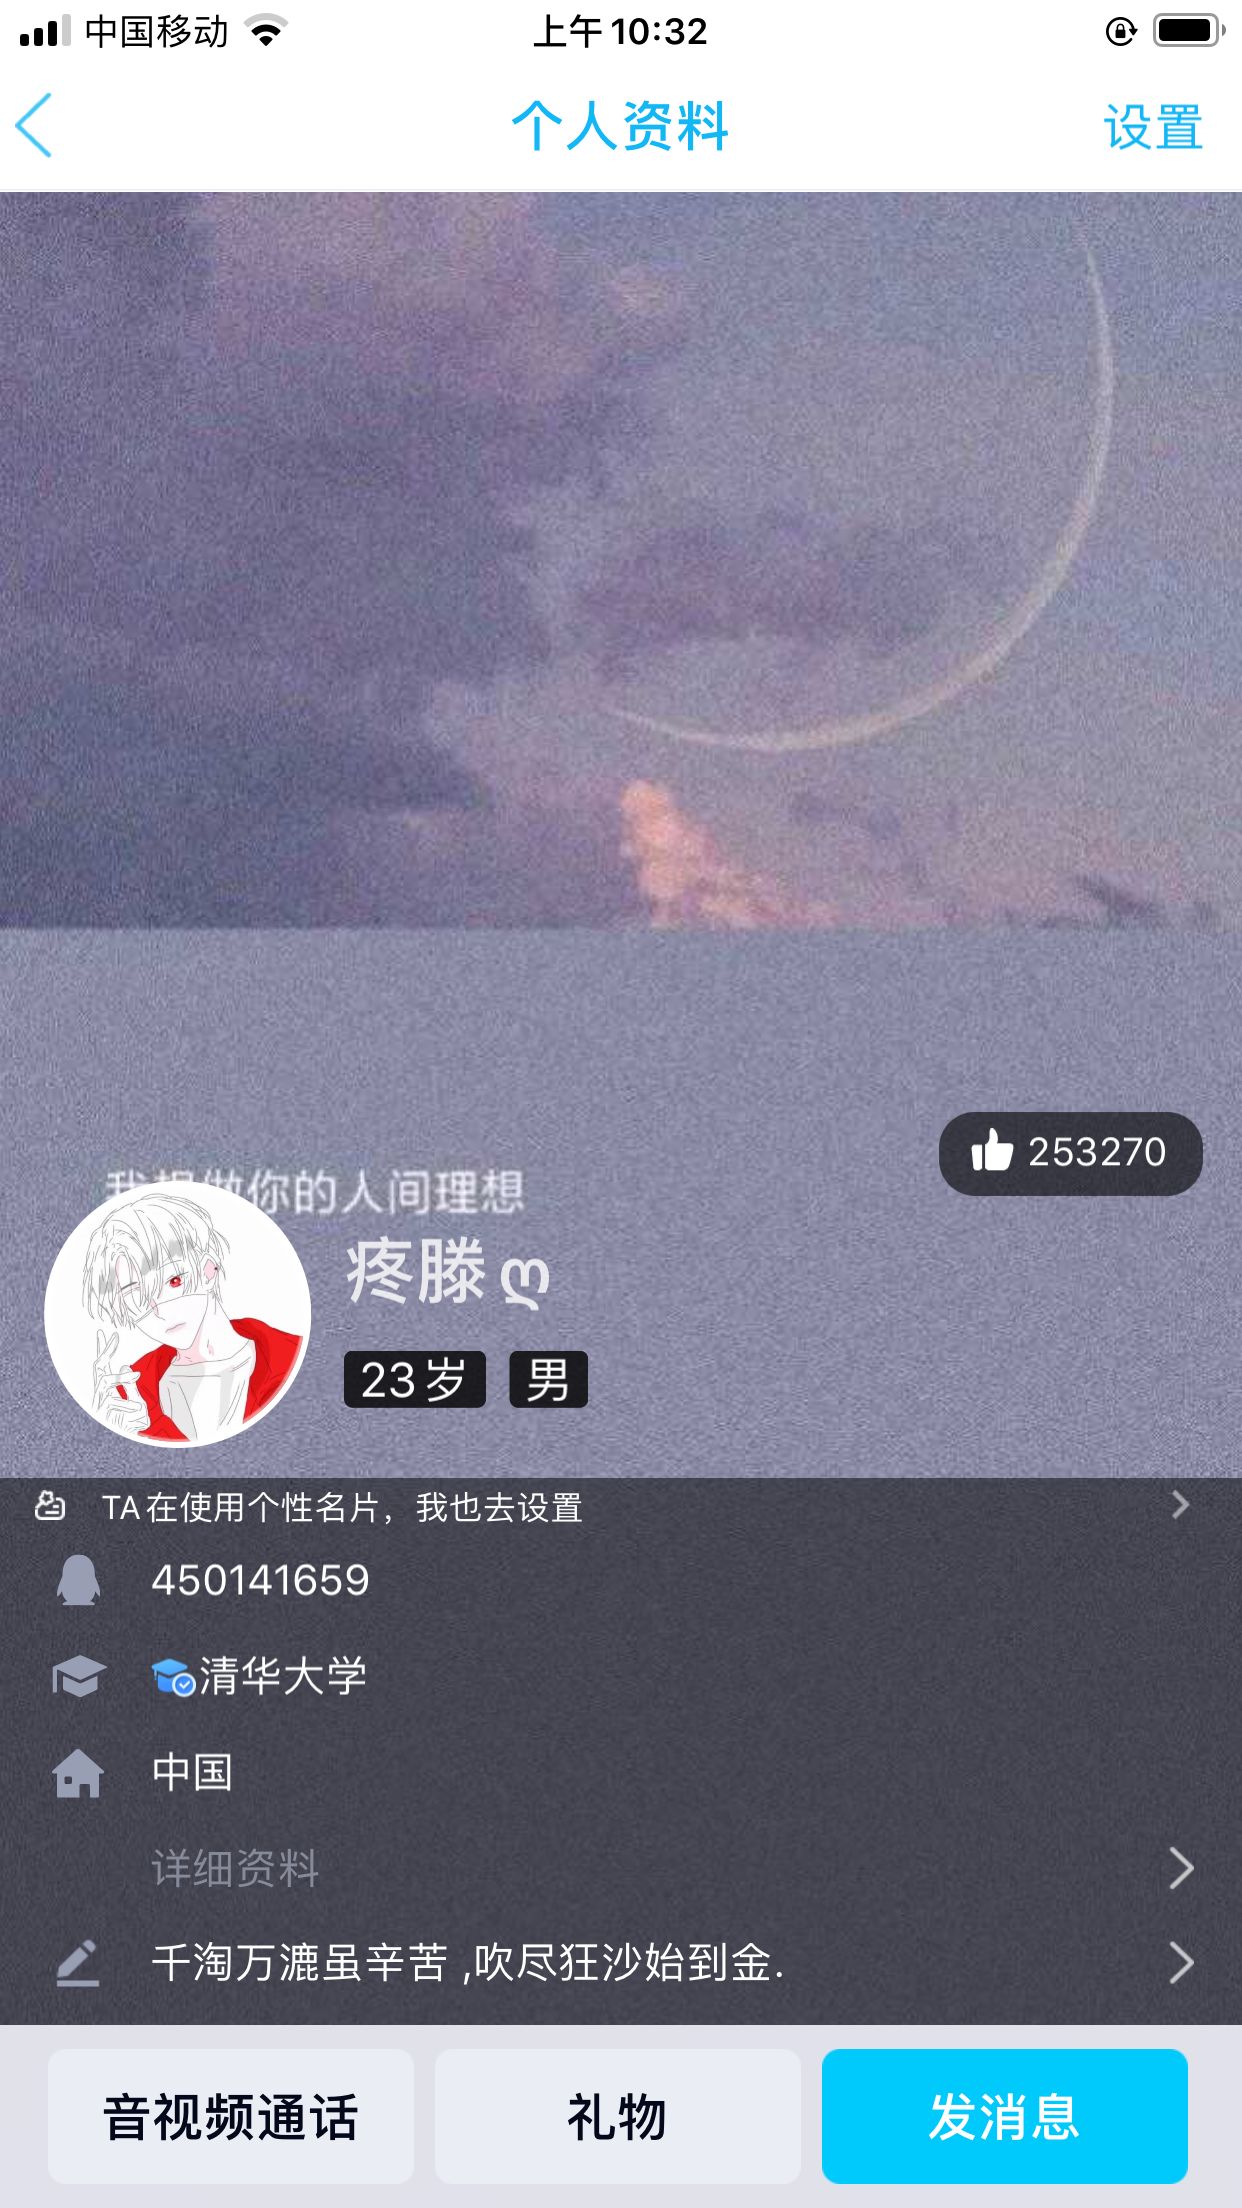 中国移动
上午10:32
个人资料
设置
253270
我想做你的人间理想
疼滕ღ
23岁
男
TA在使用个性名片，我也去设置
450141659
清华大学
中国
详细资料
千淘万漉虽辛苦 ,吹尽狂沙始到金.
音视频通话
礼物
发消息